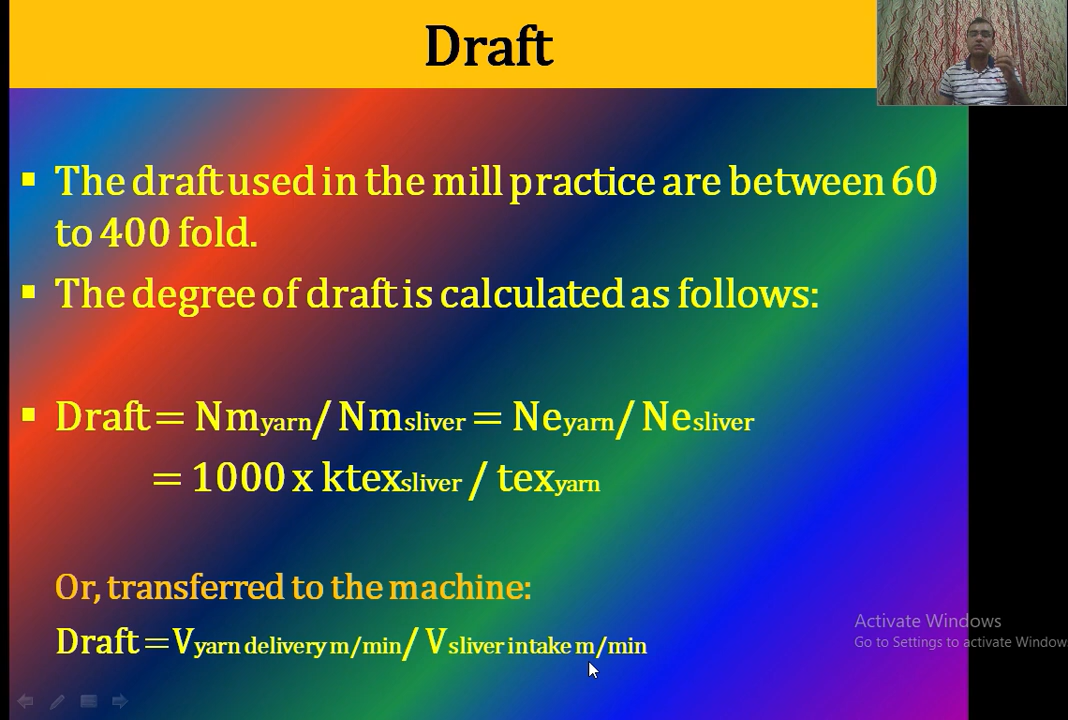 Draft
The draft used in the mill practice are between 60
to 400 fold.
The degree of draft is calculated as follows:
Draft = Nmyarn/ Nmsliver = Neyarn/ Nesliver
= 1000 x ktexsliver / texyarn
Or, transferred to the machine:
Draft =Vyarn delivery m/min/ Vsliver intake m/min
Activate Windows
Go to Settings to activate Window